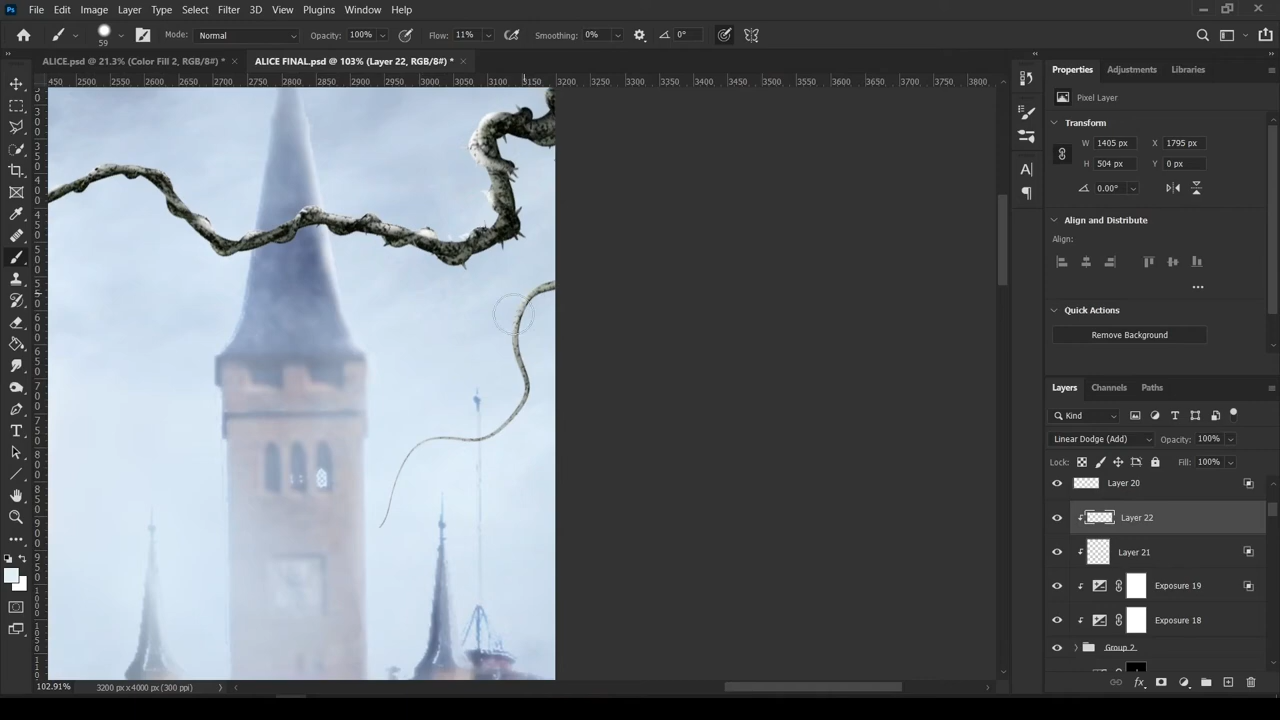 Ps File Edit Image Layer Type Select Filter 3D View Plugins Window Help
59 Mode: Normal Opacity: 100% Flow: 11% Smoothing: 0% 0°
ALICE.psd @ 21.3% (Color Fill 2, RGB/8#) * × ALICE FINAL.psd @ 103% (Layer 22, RGB/8#) * ×
450 2500 2550 2600 2650 2700 2750 2800 2850 2900 2950 3000 3050 3100 3150 3200 3250 3300 3350 3400 3450 3500 3550 3600 3650 3700 3750 3800
Properties Adjustments Libraries
Pixel Layer
Transform
W 1405 px X 1795 px
H 504 px Y 0 px
0.00°
Align and Distribute
Align:
Quick Actions
Remove Background
Layers Channels Paths
Kind
Linear Dodge (Add) Opacity: 100%
Lock: Fill: 100%
Layer 20
Layer 22
Layer 21
Exposure 19
Exposure 18
Group 2
102.91% 3200 px x 4000 px (300 ppi)